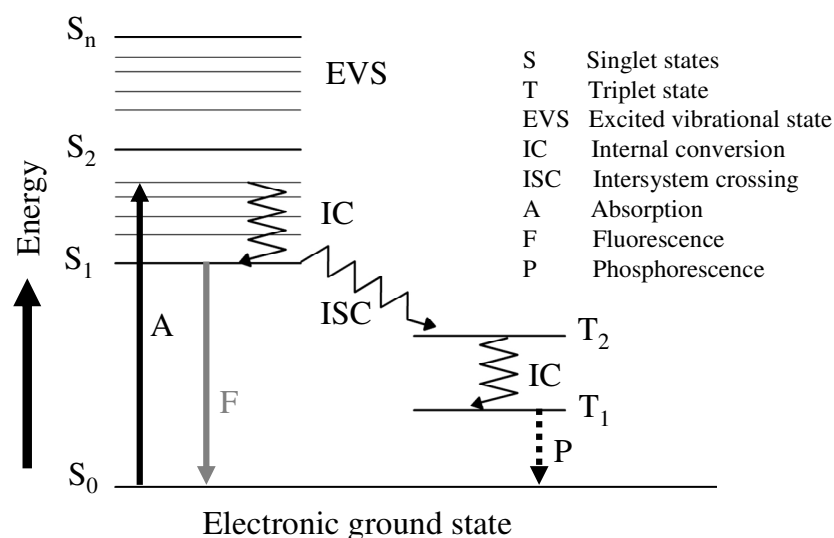 Sn
EVS
S2
IC
S1
ISC
A
F
T2
IC
T1
P
S0
Energy
Electronic ground state
S Singlet states
T Triplet state
EVS Excited vibrational state
IC Internal conversion
ISC Intersystem crossing
A Absorption
F Fluorescence
P Phosphorescence